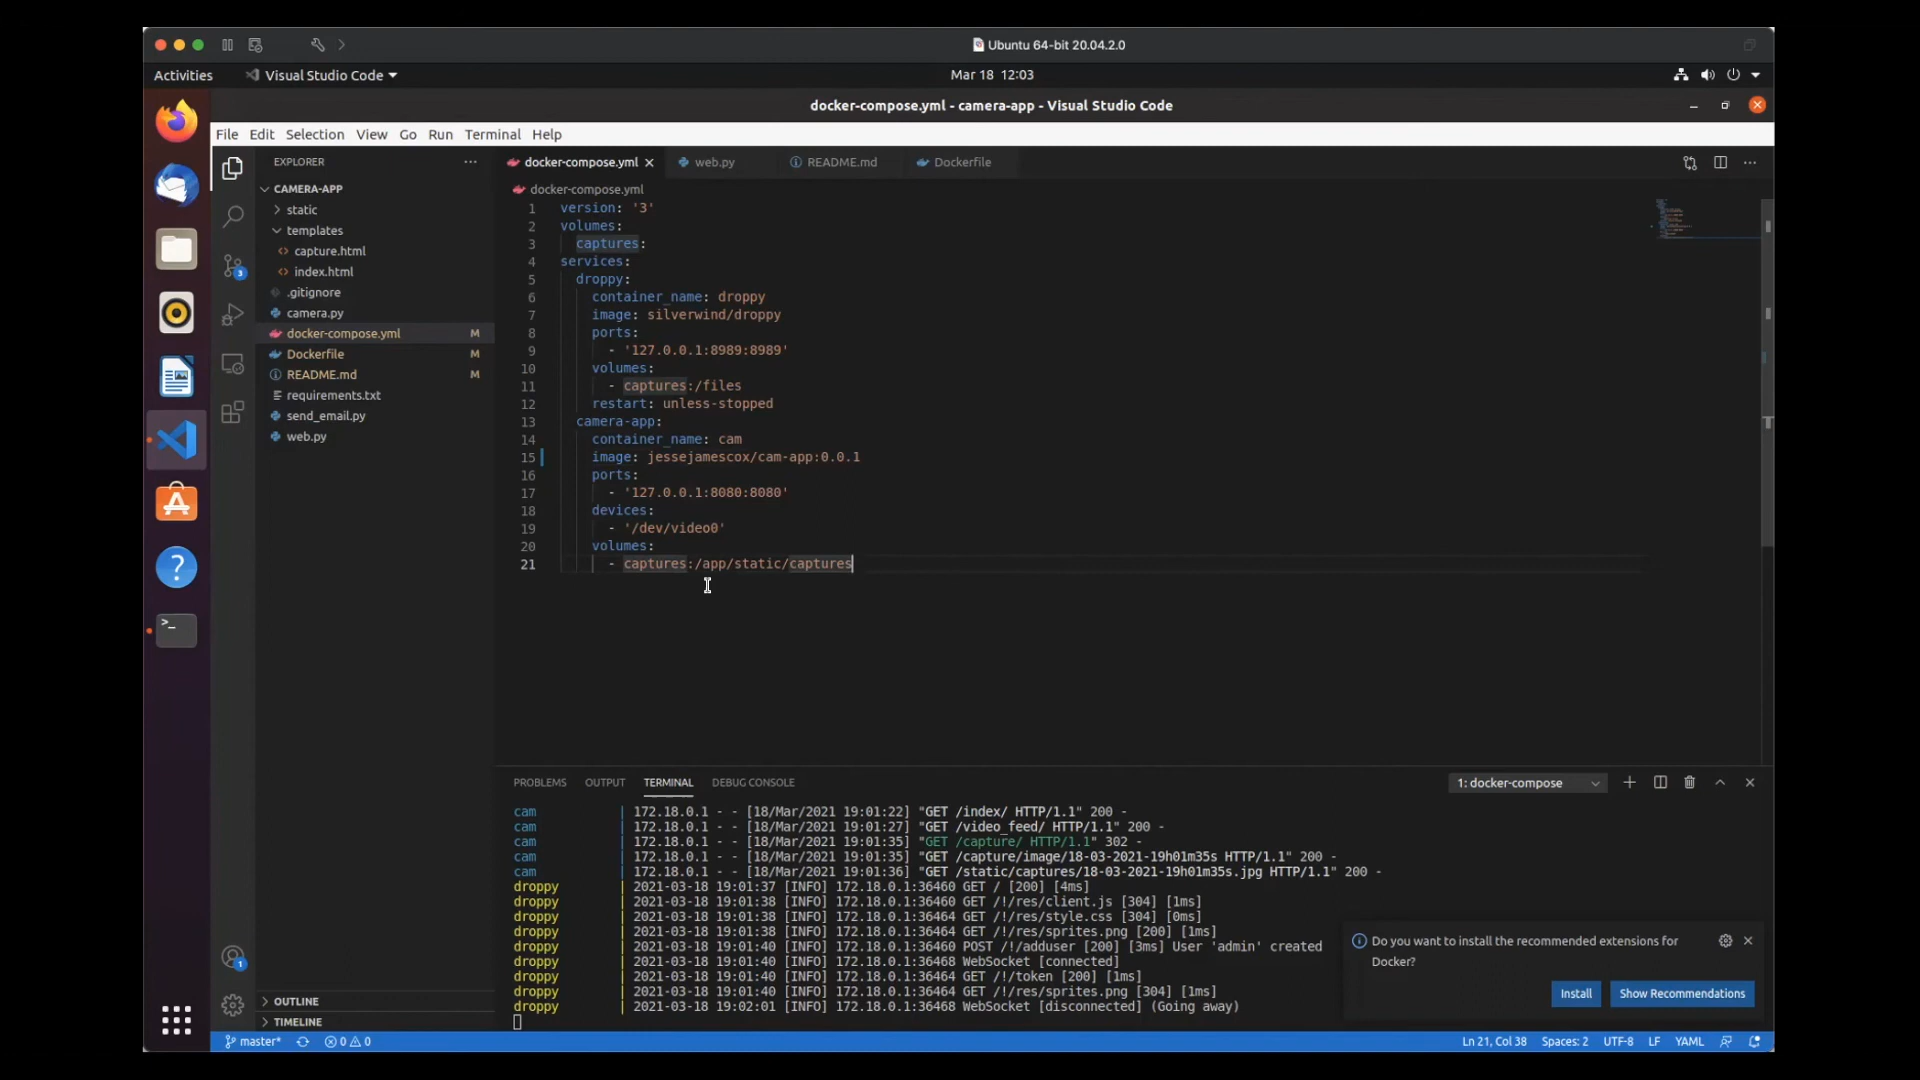 Ubuntu 64-bit 20.04.2.0
Activities
Visual Studio Code
Mar 18 12:03
docker-compose.yml - camera-app - Visual Studio Code
File Edit Selection View Go Run Terminal Help
EXPLORER
CAMERA-APP
static
templates
capture.html
index.html
.gitignore
camera.py
docker-compose.yml M
Dockerfile M
README.md M
requirements.txt
send_email.py
web.py
OUTLINE
TIMELINE
docker-compose.yml web.py README.md Dockerfile
docker-compose.yml
1 version: '3'
2 volumes:
3 captures:
4 services:
5 droppy:
6 container_name: droppy
7 image: silverwind/droppy
8 ports:
9 - '127.0.0.1:8989:8989'
10 volumes:
11 - captures:/files
12 restart: unless-stopped
13 camera-app:
14 container_name: cam
15 image: jessejamescox/cam-app:0.0.1
16 ports:
17 - '127.0.0.1:8080:8080'
18 devices:
19 - '/dev/video0'
20 volumes:
21 - captures:/app/static/captures
PROBLEMS OUTPUT TERMINAL DEBUG CONSOLE
1: docker-compose
cam | 172.18.0.1 - - [18/Mar/2021 19:01:22] "GET /index/ HTTP/1.1" 200 -
cam | 172.18.0.1 - - [18/Mar/2021 19:01:27] "GET /video_feed/ HTTP/1.1" 200 -
cam | 172.18.0.1 - - [18/Mar/2021 19:01:35] "GET /capture/ HTTP/1.1" 302 -
cam | 172.18.0.1 - - [18/Mar/2021 19:01:35] "GET /capture/image/18-03-2021-19h01m35s HTTP/1.1" 200 -
cam | 172.18.0.1 - - [18/Mar/2021 19:01:36] "GET /static/captures/18-03-2021-19h01m35s.jpg HTTP/1.1" 200 -
droppy | 2021-03-18 19:01:37 [INFO] 172.18.0.1:36460 GET / [200] [4ms]
droppy | 2021-03-18 19:01:38 [INFO] 172.18.0.1:36460 GET /!/res/client.js [304] [1ms]
droppy | 2021-03-18 19:01:38 [INFO] 172.18.0.1:36464 GET /!/res/style.css [304] [0ms]
droppy | 2021-03-18 19:01:38 [INFO] 172.18.0.1:36464 GET /!/res/sprites.png [200] [1ms]
droppy | 2021-03-18 19:01:40 [INFO] 172.18.0.1:36460 POST /!/adduser [200] [3ms] User 'admin' created
droppy | 2021-03-18 19:01:40 [INFO] 172.18.0.1:36468 WebSocket [connected]
droppy | 2021-03-18 19:01:40 [INFO] 172.18.0.1:36464 GET /!/token [200] [1ms]
droppy | 2021-03-18 19:01:40 [INFO] 172.18.0.1:36464 GET /!/res/sprites.png [304] [1ms]
droppy | 2021-03-18 19:02:01 [INFO] 172.18.0.1:36468 WebSocket [disconnected] (Going away)
Do you want to install the recommended extensions for
Docker?
Install
Show Recommendations
master* 0 0
Ln 21, Col 38 Spaces: 2 UTF-8 LF YAML